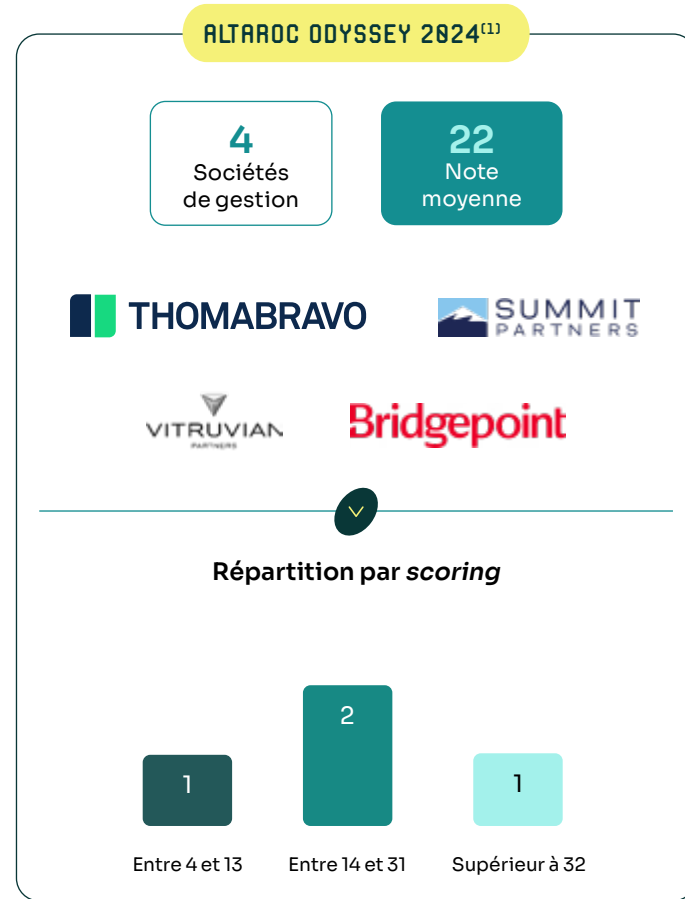 ALTAROC ODYSSEY 2024(1)
4
Sociétés
de gestion
22
Note
moyenne
THOMABRAVO
SUMMIT
PARTNERS
VITRUVIAN
PARTNERS
Bridgepoint
Répartition par scoring
1
2
1
Entre 4 et 13
Entre 14 et 31
Supérieur à 32